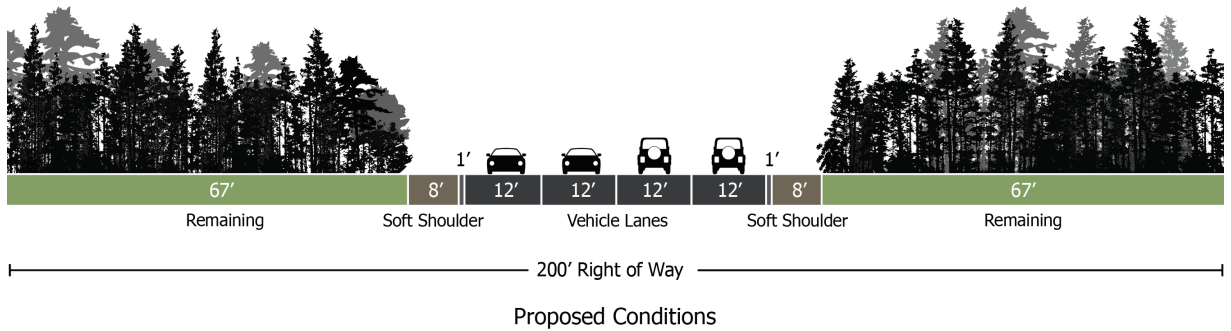 1’ 1’
67’ 8’ 12’ 12’ 12’ 12’ 8’ 67’
Remaining Soft Shoulder Vehicle Lanes Soft Shoulder Remaining
200’ Right of Way
Proposed Conditions